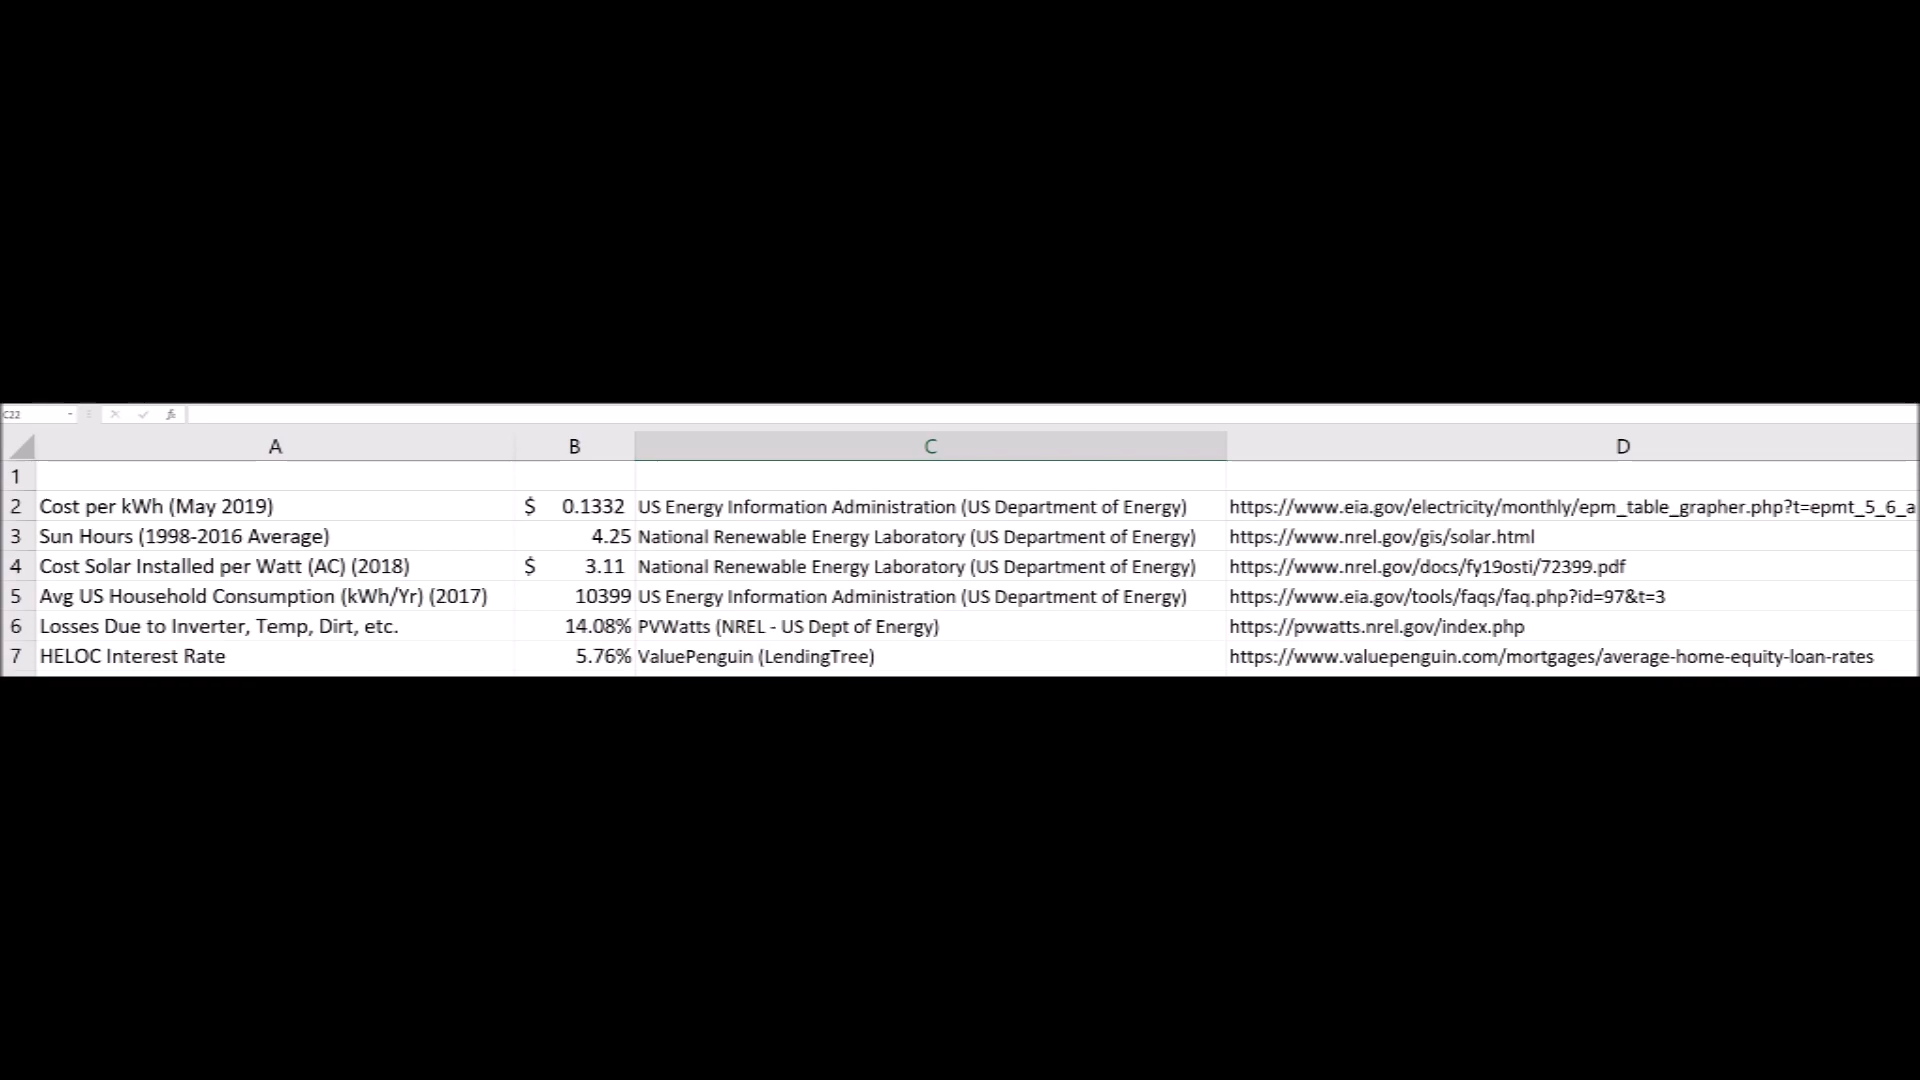 C22
A B C D
1
2 Cost per kWh (May 2019) $ 0.1332 US Energy Information Administration (US Department of Energy) https://www.eia.gov/electricity/monthly/epm_table_grapher.php?t=epmt_5_6_a
3 Sun Hours (1998-2016 Average) 4.25 National Renewable Energy Laboratory (US Department of Energy) https://www.nrel.gov/gis/solar.html
4 Cost Solar Installed per Watt (AC) (2018) $ 3.11 National Renewable Energy Laboratory (US Department of Energy) https://www.nrel.gov/docs/fy19osti/72399.pdf
5 Avg US Household Consumption (kWh/Yr) (2017) 10399 US Energy Information Administration (US Department of Energy) https://www.eia.gov/tools/faqs/faq.php?id=97&t=3
6 Losses Due to Inverter, Temp, Dirt, etc. 14.08% PVWatts (NREL - US Dept of Energy) https://pvwatts.nrel.gov/index.php
7 HELOC Interest Rate 5.76% ValuePenguin (LendingTree) https://www.valuepenguin.com/mortgages/average-home-equity-loan-rates